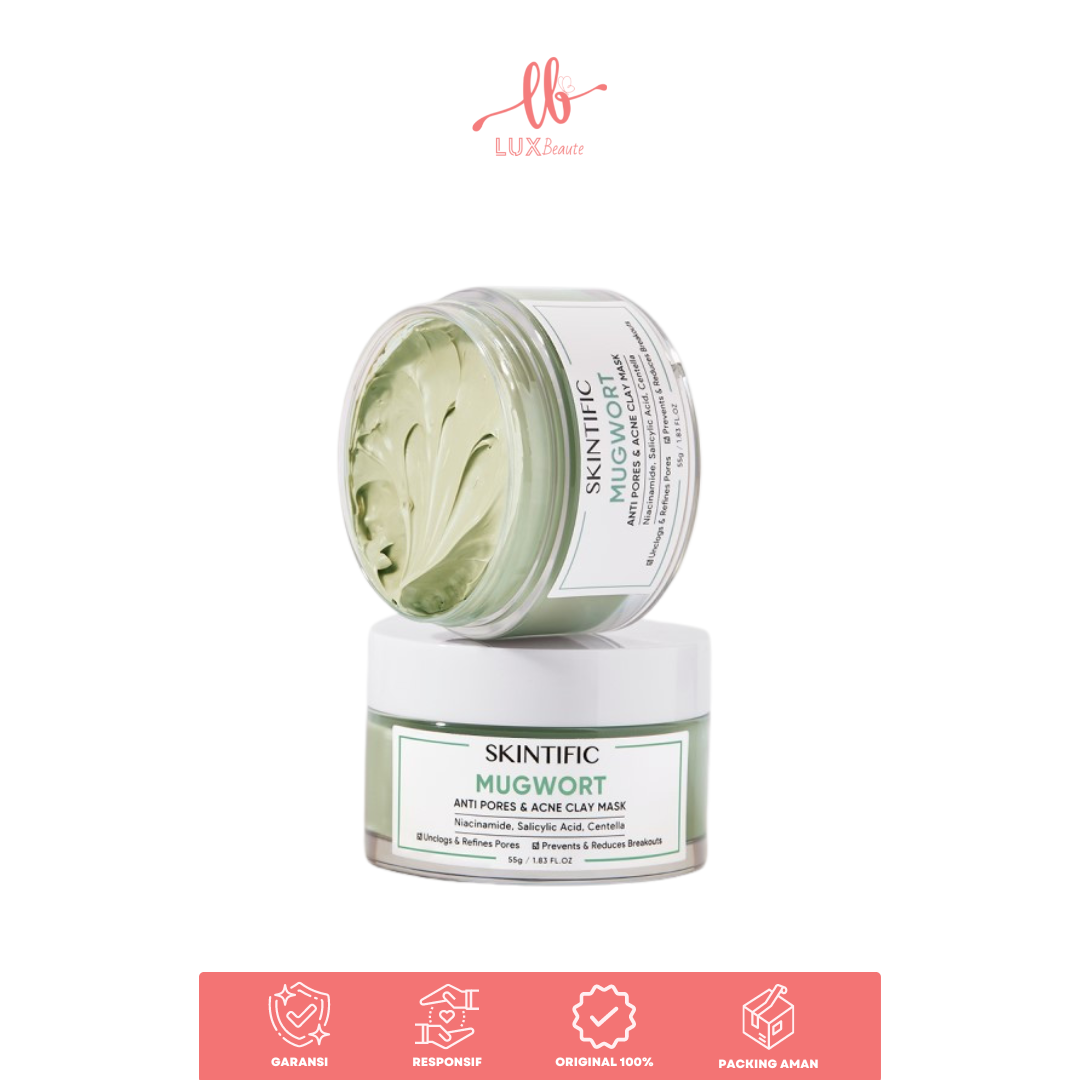 lb
LUX Beaute
SKINTIFIC
MUGWORT
ANTI PORES & ACNE CLAY MASK
Niacinamide, Salicylic Acid, Centella
Unclogs & Refines Pores Prevents & Reduces Breakouts
55g / 1.83 FL.OZ
SKINTIFIC
MUGWORT
ANTI PORES & ACNE CLAY MASK
Niacinamide, Salicylic Acid, Centella
Unclogs & Refines Pores Prevents & Reduces Breakouts
55g / 1.83 FL.OZ
GARANSI RESPONSIF ORIGINAL 100% PACKING AMAN